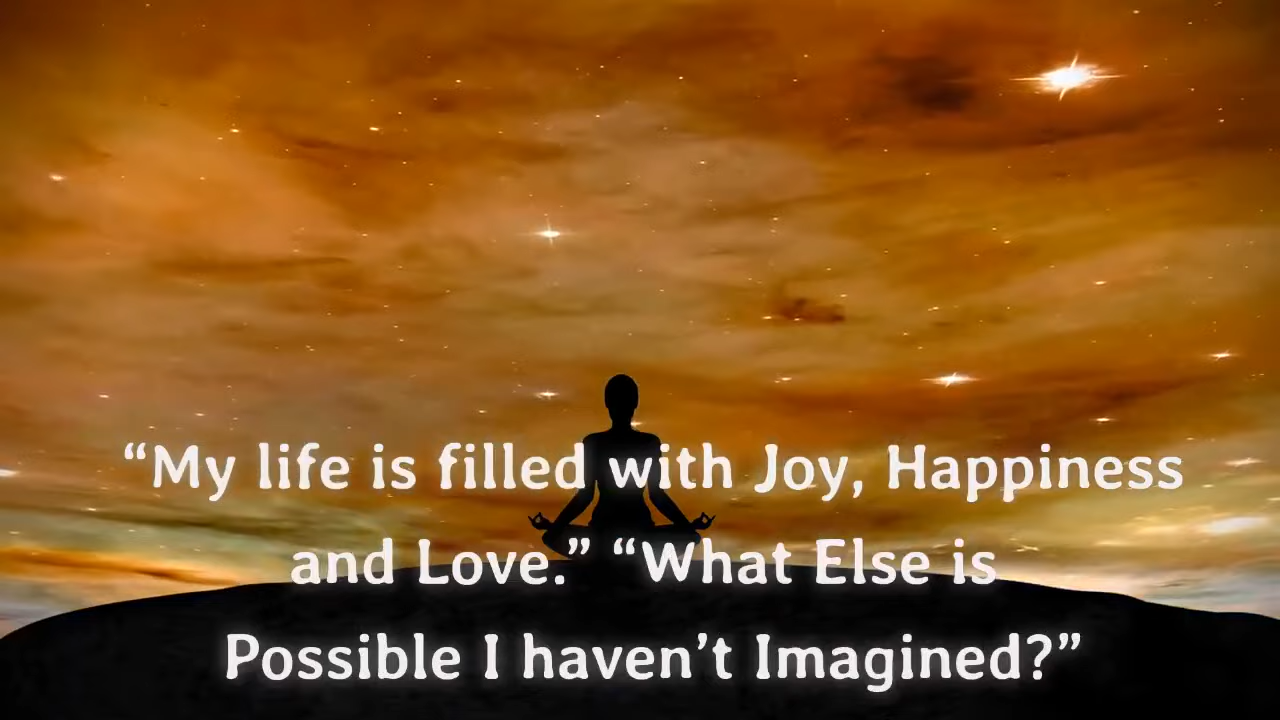 “My life is filled with Joy, Happiness
and Love.” “What Else is
Possible I haven’t Imagined?”